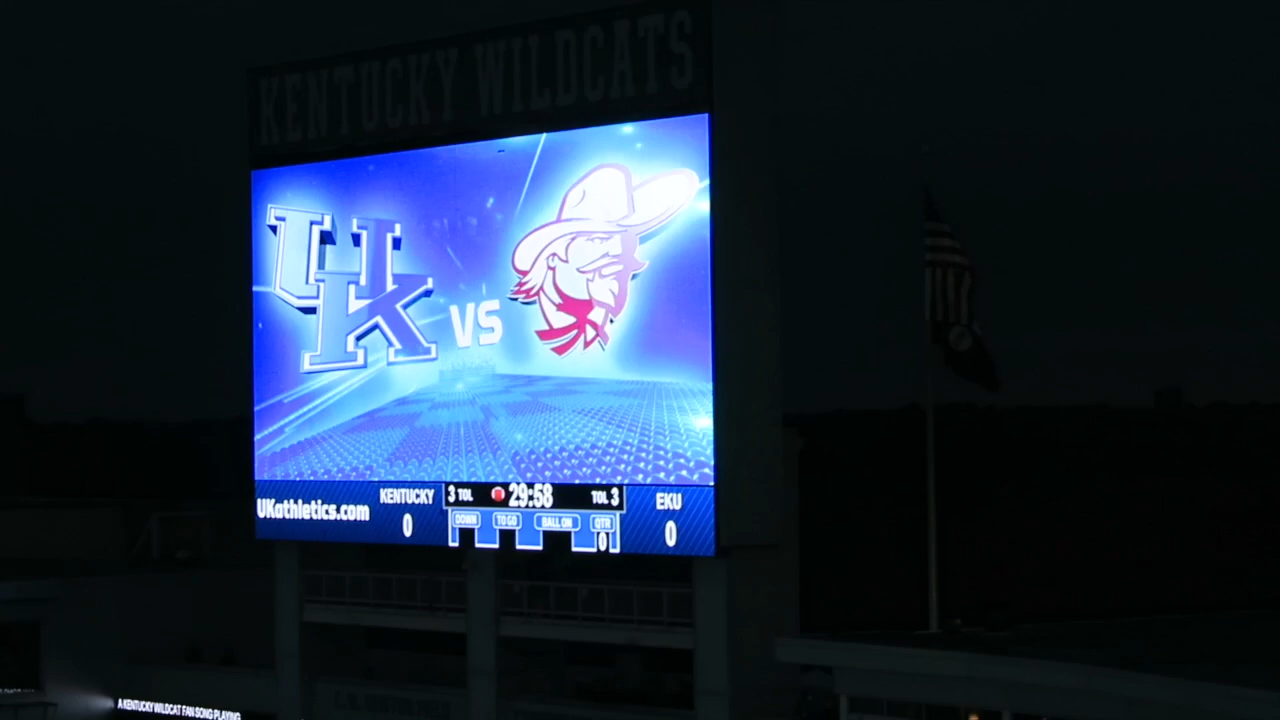 KENTUCKY WILDCATS
UK
VS
UKathletics.com
KENTUCKY
0
3 TOL
29:58
TOL 3
DOWN
TO GO
BALL ON
QTR
0
EKU
0
A KENTUCKY WILDCAT FAN SONG PLAYING